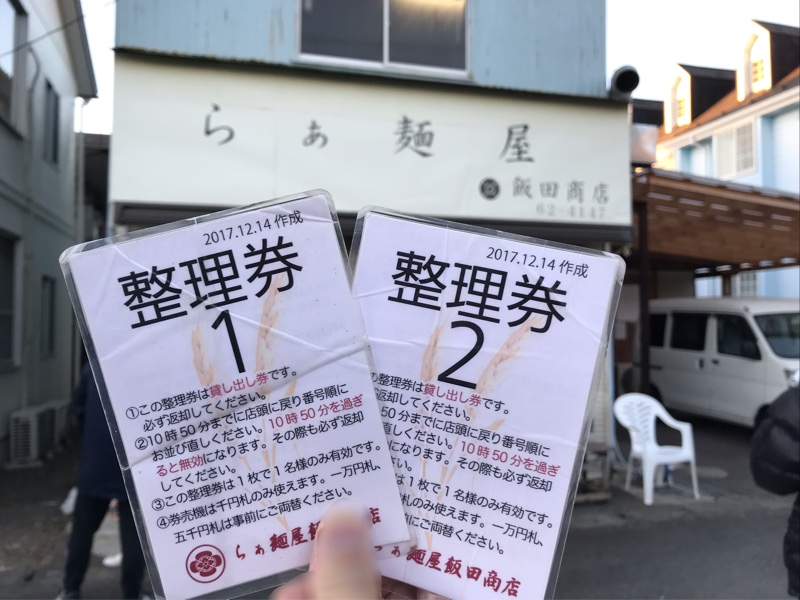 らぁ麺屋
飯田商店
62-4147
2017.12.14 作成
整理券
1
①この整理券は貸し出し券です。
必ず返却してください。
②10時50分までに店頭に戻り番号順に
お並び直しください。10時50分を過ぎ
ると無効になります。その際も必ず返却
してください。
③この整理券は1枚で1名様のみ有効です。
④券売機は千円札のみ使えます。一万円札、
五千円札は事前にご両替ください。
らぁ麺屋飯
店
2017.12.14 作成
整理券
2
の整理券は貸し出し券です。
返却してください。
50分までに店頭に戻り番号順に
直しください。10時50分を過ぎ
になります。その際も必ず返却
ください。
は1枚で1名様のみ有効です。
千円札のみ使えます。一万円札、
前にご両替ください。
らぁ麺屋飯田商店